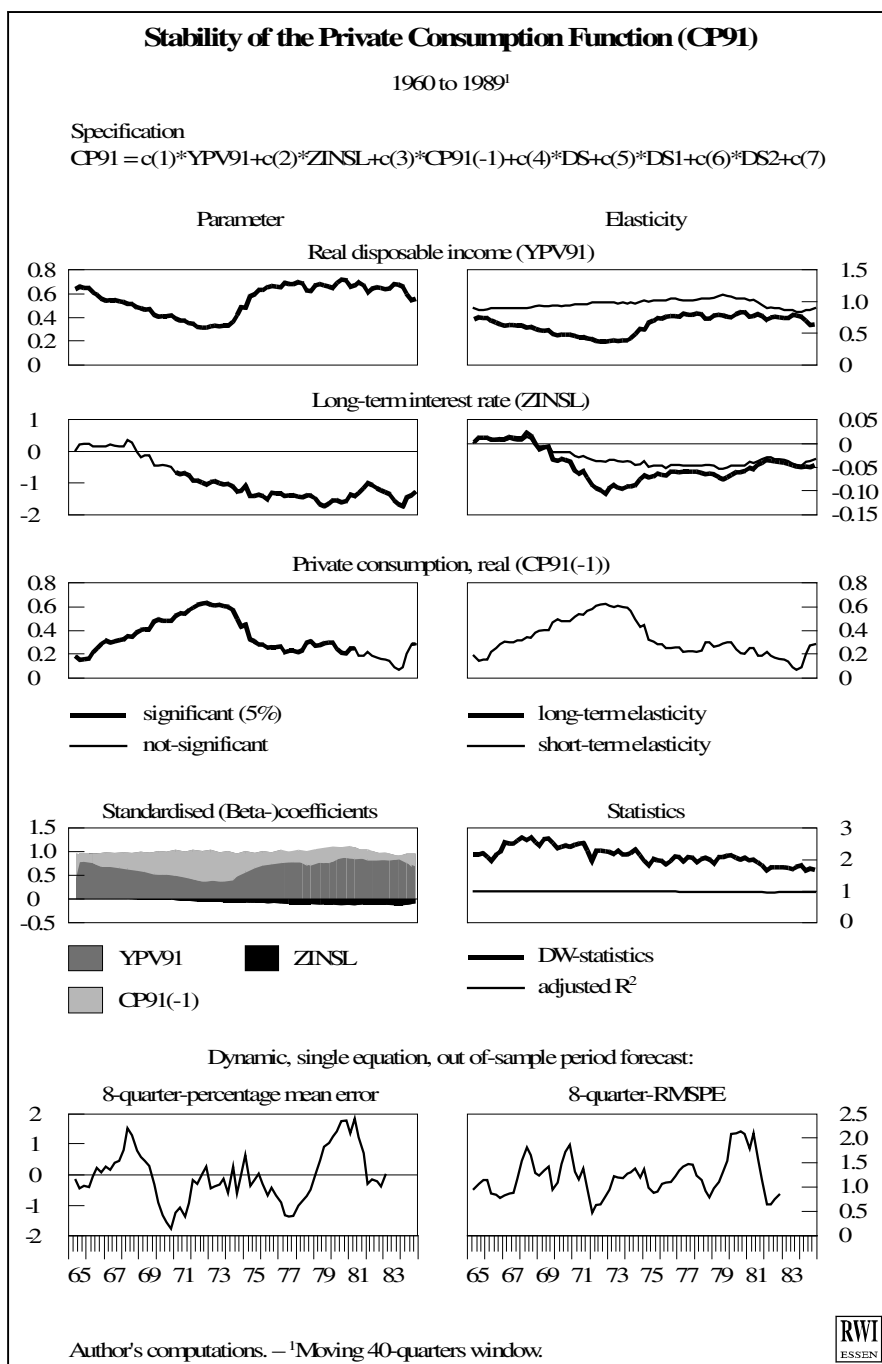 Stability of the Private Consumption Function (CP91)
1960 to 1989¹
Specification
CP91 = c(1)*YPV91+c(2)*ZINSL+c(3)*CP91(-1)+c(4)*DS+c(5)*DS1+c(6)*DS2+c(7)
Parameter Elasticity
Real disposable income (YPV91)
0.8 1.5
0.6 1.0
0.4 0.5
0.2
0 0
Long-term interest rate (ZINSL)
1 0.05
0 0
-0.05
-1 -0.10
-2 -0.15
Private consumption, real (CP91(-1))
0.8 0.8
0.6 0.6
0.4 0.4
0.2 0.2
0 0
significant (5%) long-term elasticity
not-significant short-term elasticity
Standardised (Beta-)coefficients Statistics
1.5 3
1.0 2
0.5
0 1
-0.5 0
YPV91 ZINSL DW-statistics
CP91(-1) adjusted R²
Dynamic, single equation, out of-sample period forecast:
8-quarter-percentage mean error 8-quarter-RMSPE
2 2.5
1 2.0
0 1.5
1.0
-1 0.5
-2 0
65 67 69 71 73 75 77 79 81 83 65 67 69 71 73 75 77 79 81 83
Author's computations. – ¹Moving 40-quarters window.
RWI
ESSEN